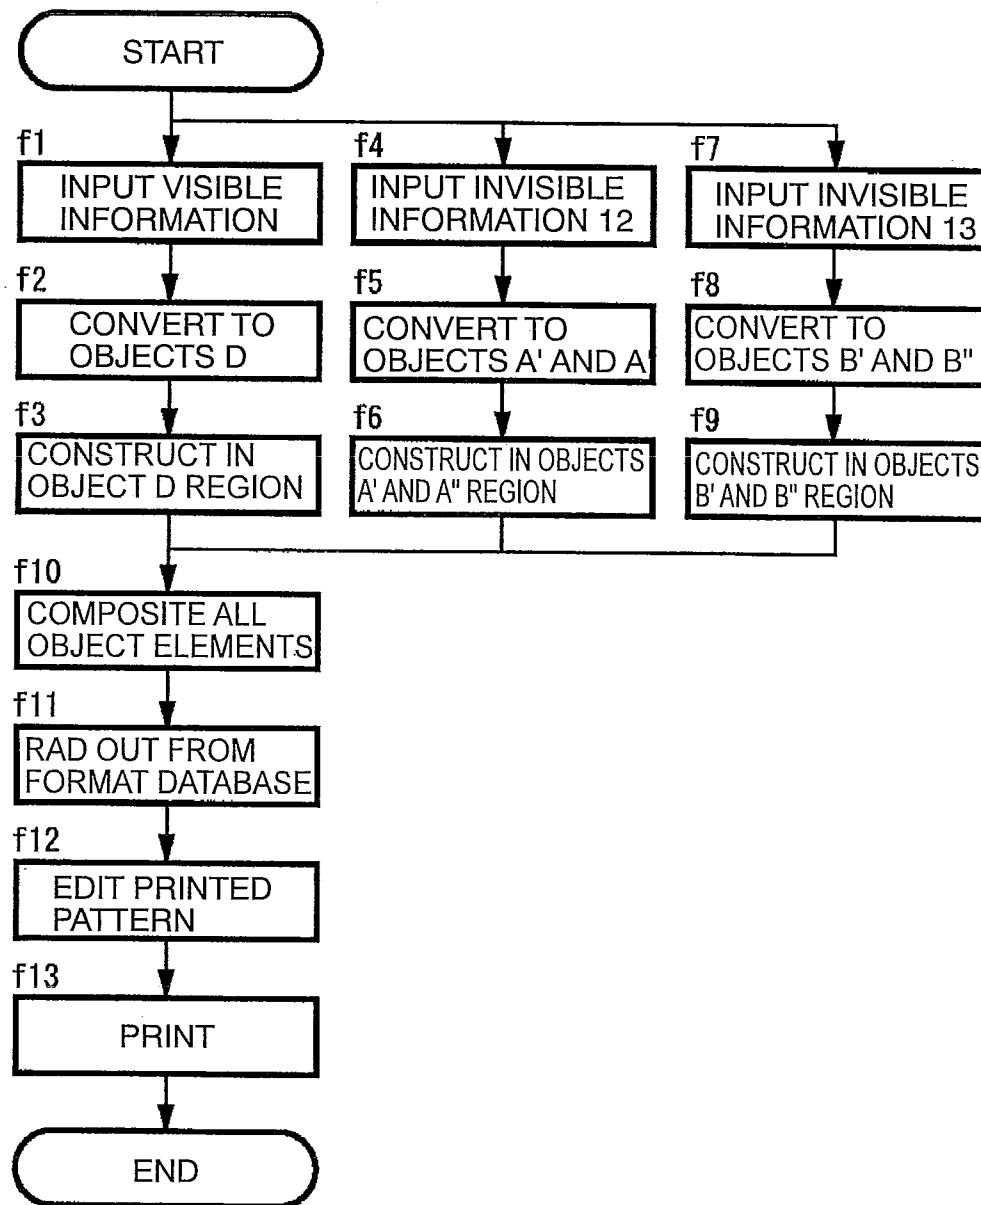 START
f1
INPUT VISIBLE
INFORMATION
f4
INPUT INVISIBLE
INFORMATION 12
f7
INPUT INVISIBLE
INFORMATION 13
f2
CONVERT TO
OBJECTS D
f5
CONVERT TO
OBJECTS A' AND A'
f8
CONVERT TO
OBJECTS B' AND B"
f3
CONSTRUCT IN
OBJECT D REGION
f6
CONSTRUCT IN OBJECTS
A' AND A" REGION
f9
CONSTRUCT IN OBJECTS
B' AND B" REGION
f10
COMPOSITE ALL
OBJECT ELEMENTS
f11
RAD OUT FROM
FORMAT DATABASE
f12
EDIT PRINTED
PATTERN
f13
PRINT
END